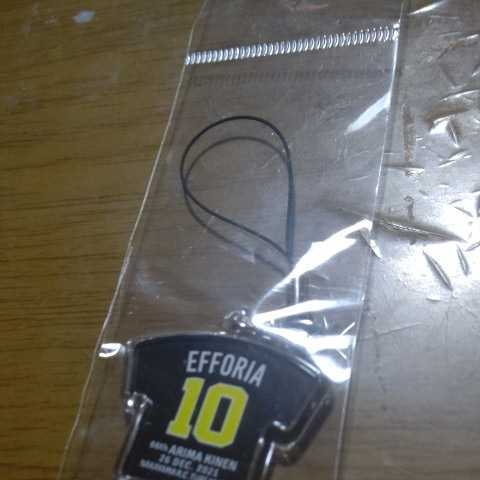 EFFORIA
10
66th ARIMA KINEN
26 DEC. 2021